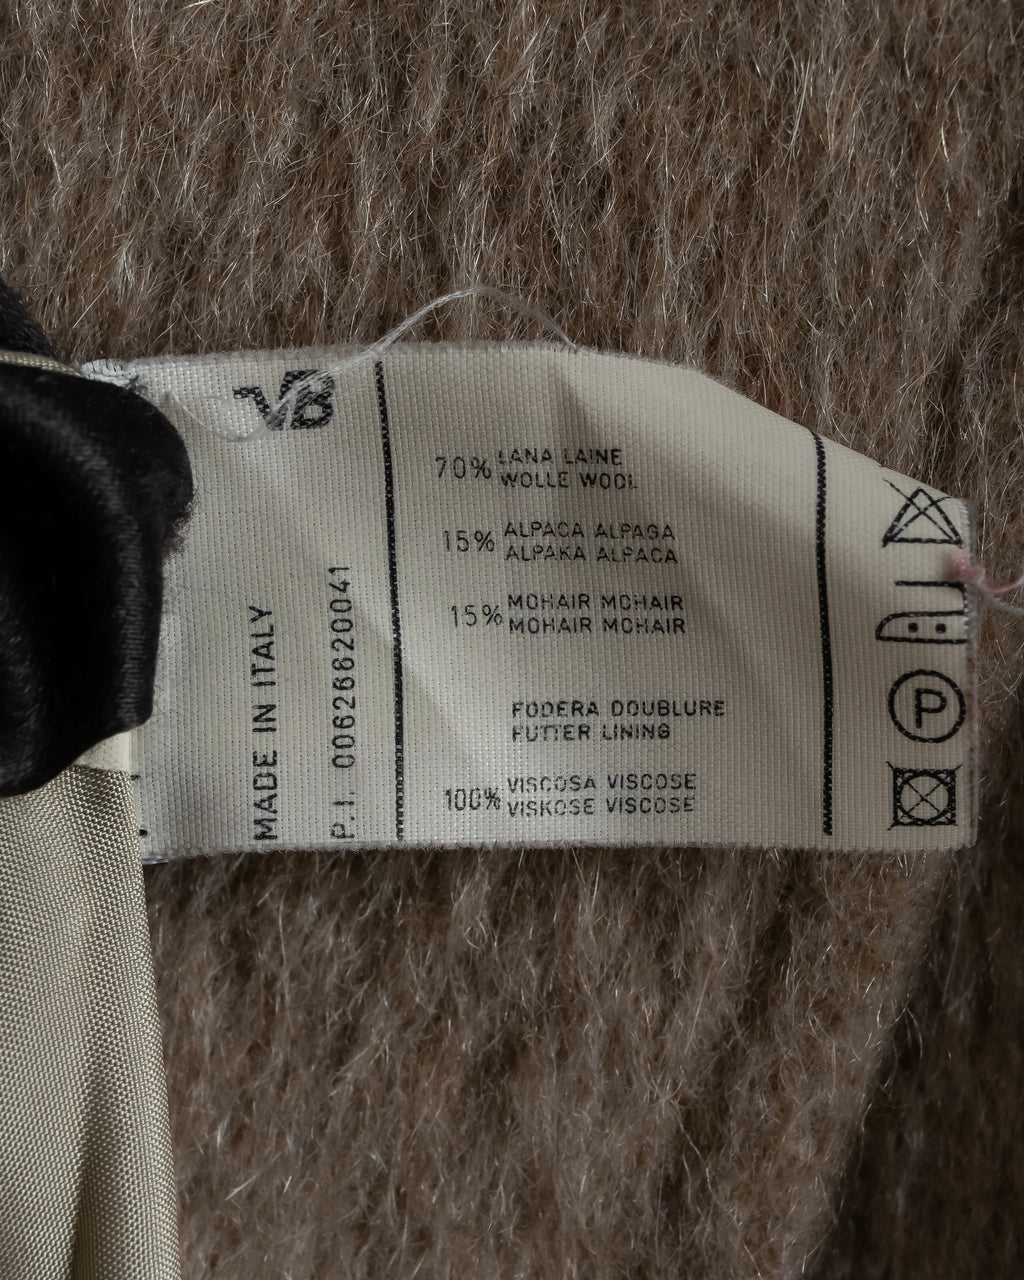 VB
MADE IN ITALY
P.I. 00626820041
70% LANA LAINE
WOLLE WOOL
15% ALPACA ALPAGA
ALPAKA ALPACA
15% MOHAIR MOHAIR
MOHAIR MOHAIR
FODERA DOUBLURE
FUTTER LINING
100% VISCOSA VISCOSE
VISKOSE VISCOSE
P